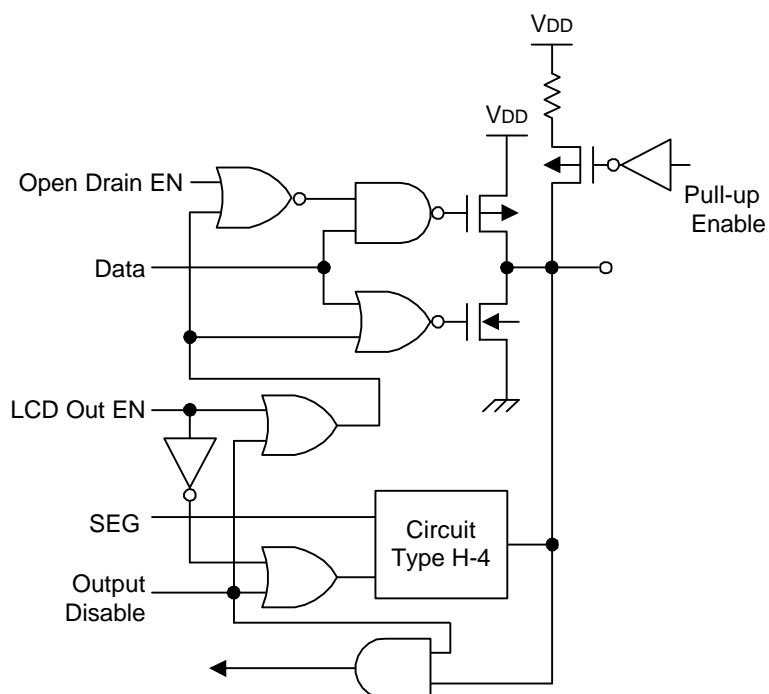 VDD
VDD
Open Drain EN
Pull-up
Enable
Data
LCD Out EN
SEG
Circuit
Type H-4
Output
Disable